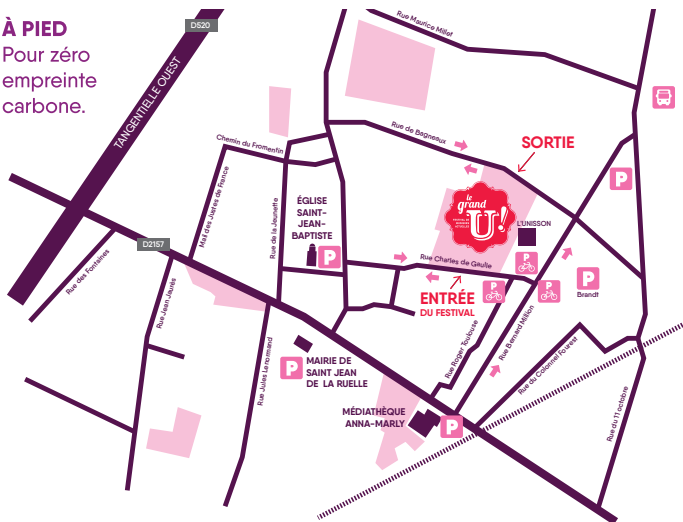 À PIED
Pour zéro
empreinte
carbone.
D520
TANGENTIELLE OUEST
Rue Maurice Millet
Chemin du Fromentin
Rue de Bagneaux
SORTIE
P
Mail des Justes de France
Rue de la Jeunette
ÉGLISE
SAINT-
JEAN-
BAPTISTE
P
le
grand
U!
L'UNISSON
D2157
Rue des Fontaines
Rue Charles de Gaulle
P
P
P
P
Brandt
ENTRÉE
DU FESTIVAL
Rue Jean Jaurès
Rue Jules Lenormand
Rue Roger Toulouse
Rue Bernard Million
Rue du Colonnel Fourest
P
MAIRIE DE
SAINT JEAN
DE LA RUELLE
MÉDIATHÈQUE
ANNA-MARLY
P
Rue du 11 octobre